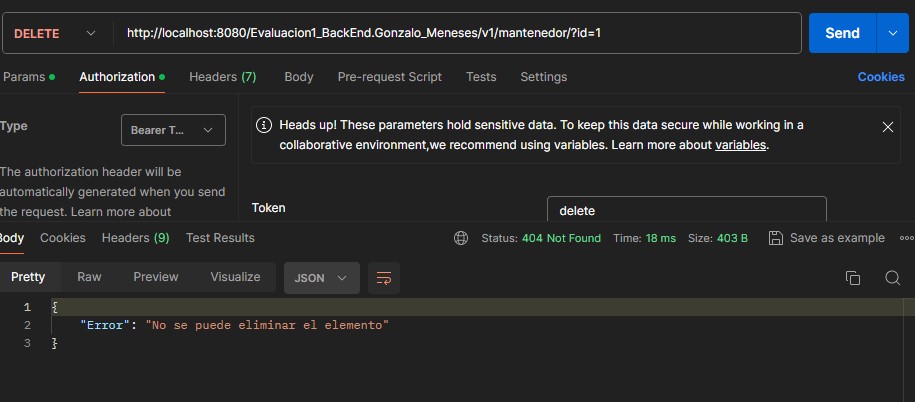 DELETE http://localhost:8080/Evaluacion1_BackEnd.Gonzalo_Meneses/v1/mantenedor/?id=1 Send
Params Authorization Headers (7) Body Pre-request Script Tests Settings Cookies
Type Bearer T...
Heads up! These parameters hold sensitive data. To keep this data secure while working in a
collaborative environment,we recommend using variables. Learn more about variables.
The authorization header will be
automatically generated when you send
the request. Learn more about
Token delete
Body Cookies Headers (9) Test Results Status: 404 Not Found Time: 18 ms Size: 403 B Save as example
Pretty Raw Preview Visualize JSON
1 {
2 "Error": "No se puede eliminar el elemento"
3 }